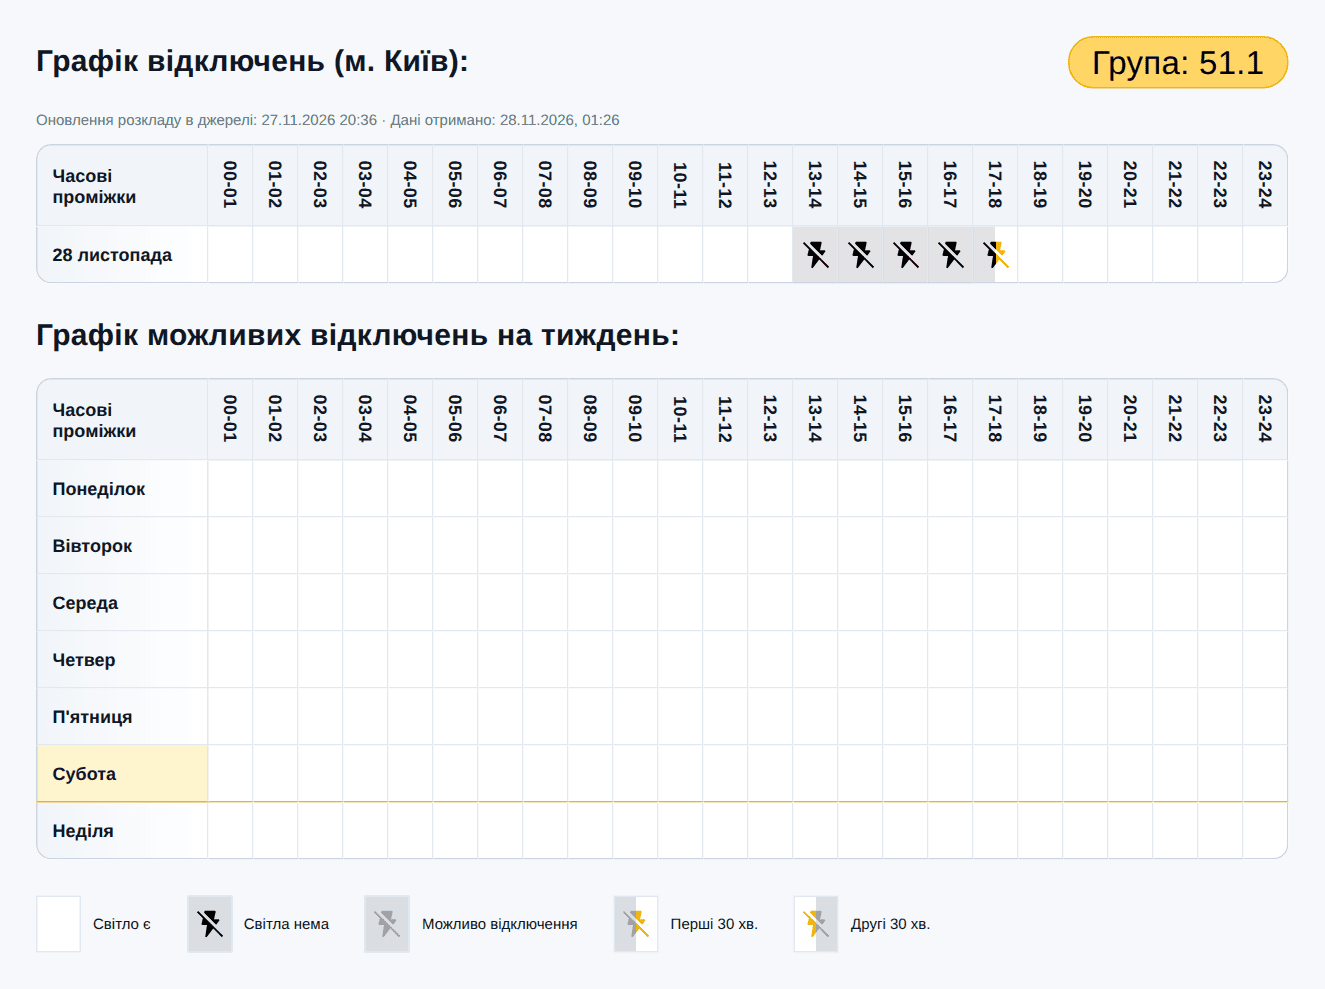 Графік відключень (м. Київ):
Група: 51.1
Оновлення розкладу в джерелі: 27.11.2026 20:36 · Дані отримано: 28.11.2026, 01:26
Часові проміжки 00-01 01-02 02-03 03-04 04-05 05-06 06-07 07-08 08-09 09-10 10-11 11-12 12-13 13-14 14-15 15-16 16-17 17-18 18-19 19-20 20-21 21-22 22-23 23-24
28 листопада
Графік можливих відключень на тиждень:
Часові проміжки 00-01 01-02 02-03 03-04 04-05 05-06 06-07 07-08 08-09 09-10 10-11 11-12 12-13 13-14 14-15 15-16 16-17 17-18 18-19 19-20 20-21 21-22 22-23 23-24
Понеділок
Вівторок
Середа
Четвер
П'ятниця
Субота
Неділя
Світло є Світла нема Можливо відключення Перші 30 хв. Другі 30 хв.